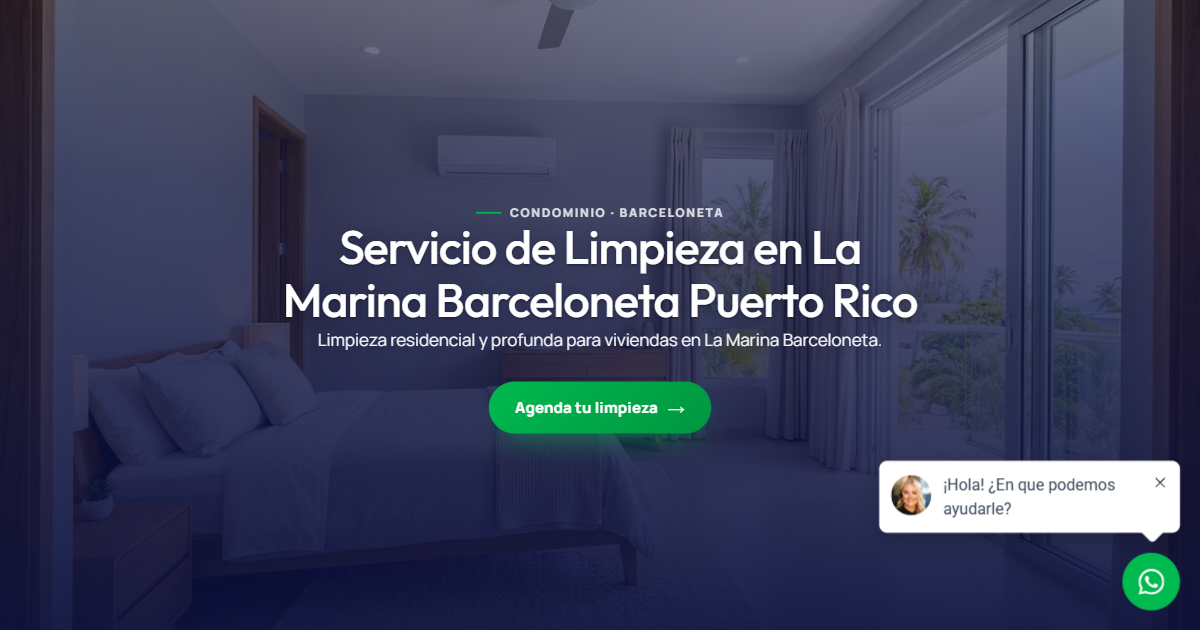 CONDOMINIO · BARCELONETA
Servicio de Limpieza en La
Marina Barceloneta Puerto Rico
Limpieza residencial y profunda para viviendas en La Marina Barceloneta.
Agenda tu limpieza →
¡Hola! ¿En que podemos
ayudarle?